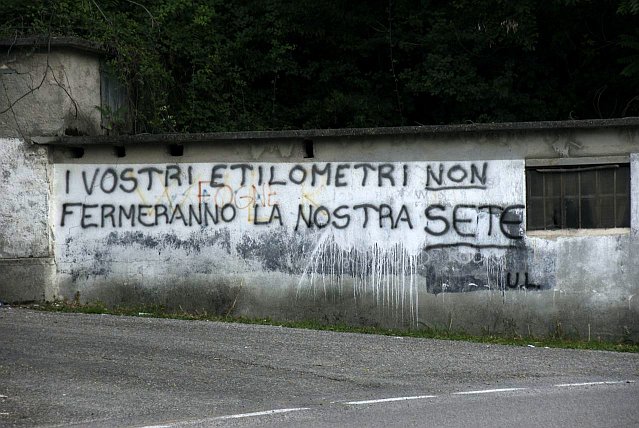 I VOSTRI ETILOMETRI NON
FERMERANNO LA NOSTRA SETE
U.L.